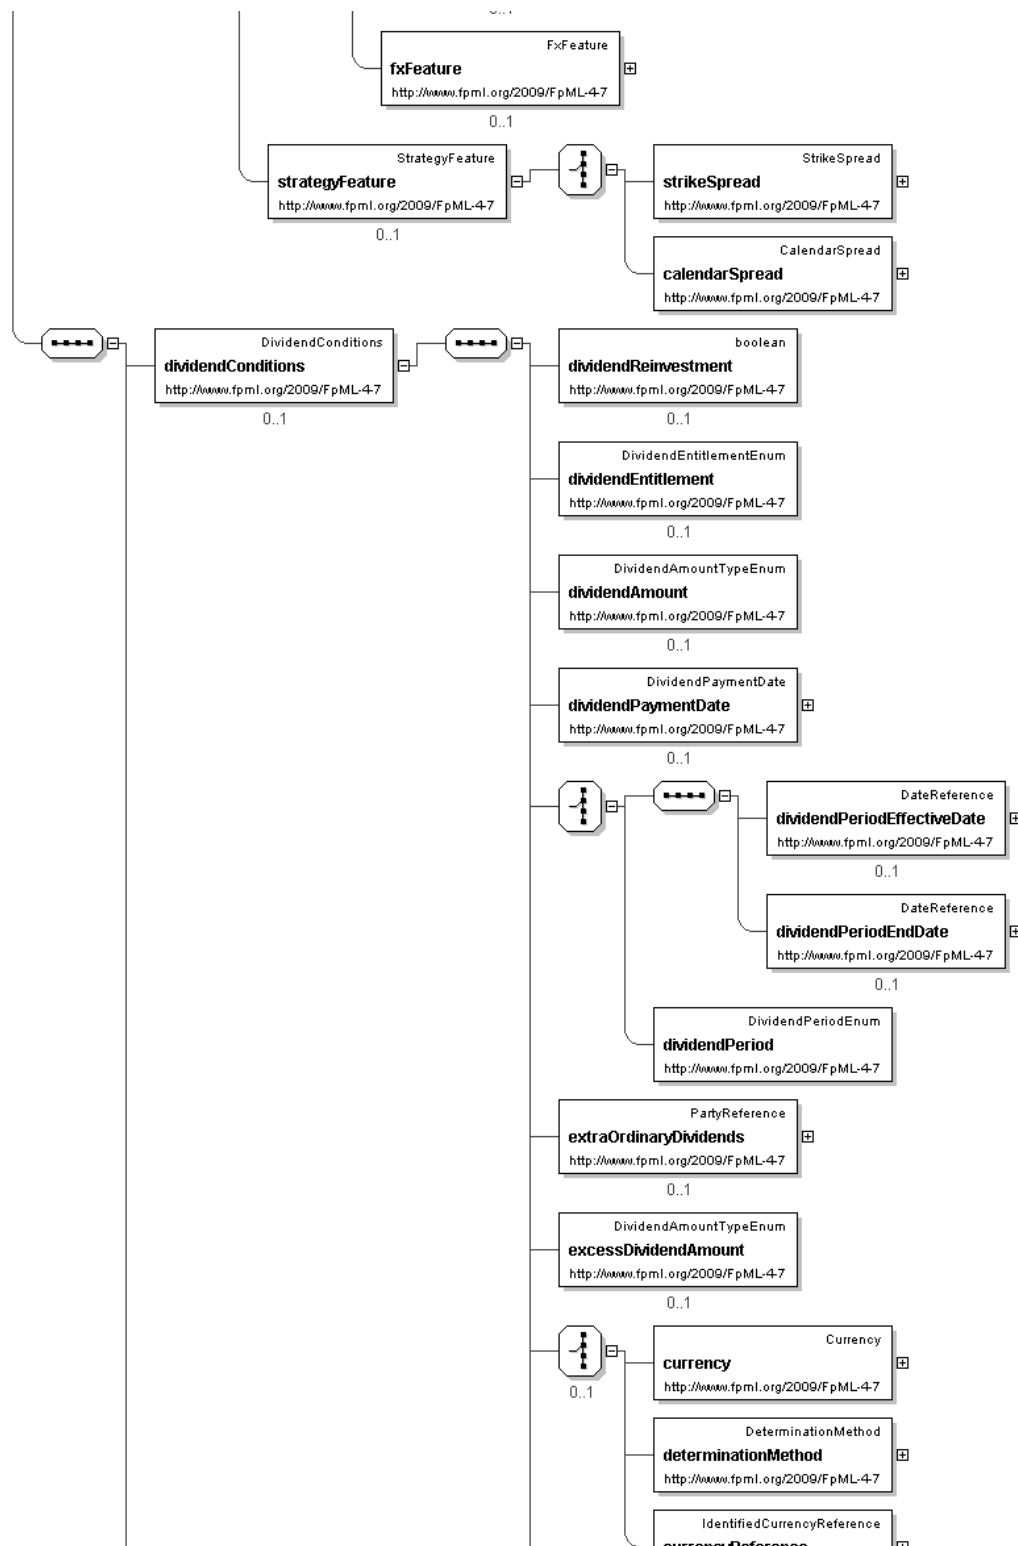 0..1
FxFeature
fxFeature
http://www.fpml.org/2009/FpML-4-7
0..1
StrategyFeature
strategyFeature
http://www.fpml.org/2009/FpML-4-7
0..1
StrikeSpread
strikeSpread
http://www.fpml.org/2009/FpML-4-7
CalendarSpread
calendarSpread
http://www.fpml.org/2009/FpML-4-7
DividendConditions
dividendConditions
http://www.fpml.org/2009/FpML-4-7
0..1
boolean
dividendReinvestment
http://www.fpml.org/2009/FpML-4-7
0..1
DividendEntitlementEnum
dividendEntitlement
http://www.fpml.org/2009/FpML-4-7
0..1
DividendAmountTypeEnum
dividendAmount
http://www.fpml.org/2009/FpML-4-7
0..1
DividendPaymentDate
dividendPaymentDate
http://www.fpml.org/2009/FpML-4-7
0..1
DateReference
dividendPeriodEffectiveDate
http://www.fpml.org/2009/FpML-4-7
0..1
DateReference
dividendPeriodEndDate
http://www.fpml.org/2009/FpML-4-7
0..1
DividendPeriodEnum
dividendPeriod
http://www.fpml.org/2009/FpML-4-7
PartyReference
extraOrdinaryDividends
http://www.fpml.org/2009/FpML-4-7
0..1
DividendAmountTypeEnum
excessDividendAmount
http://www.fpml.org/2009/FpML-4-7
0..1
0..1
Currency
currency
http://www.fpml.org/2009/FpML-4-7
DeterminationMethod
determinationMethod
http://www.fpml.org/2009/FpML-4-7
IdentifiedCurrencyReference
currencyReference